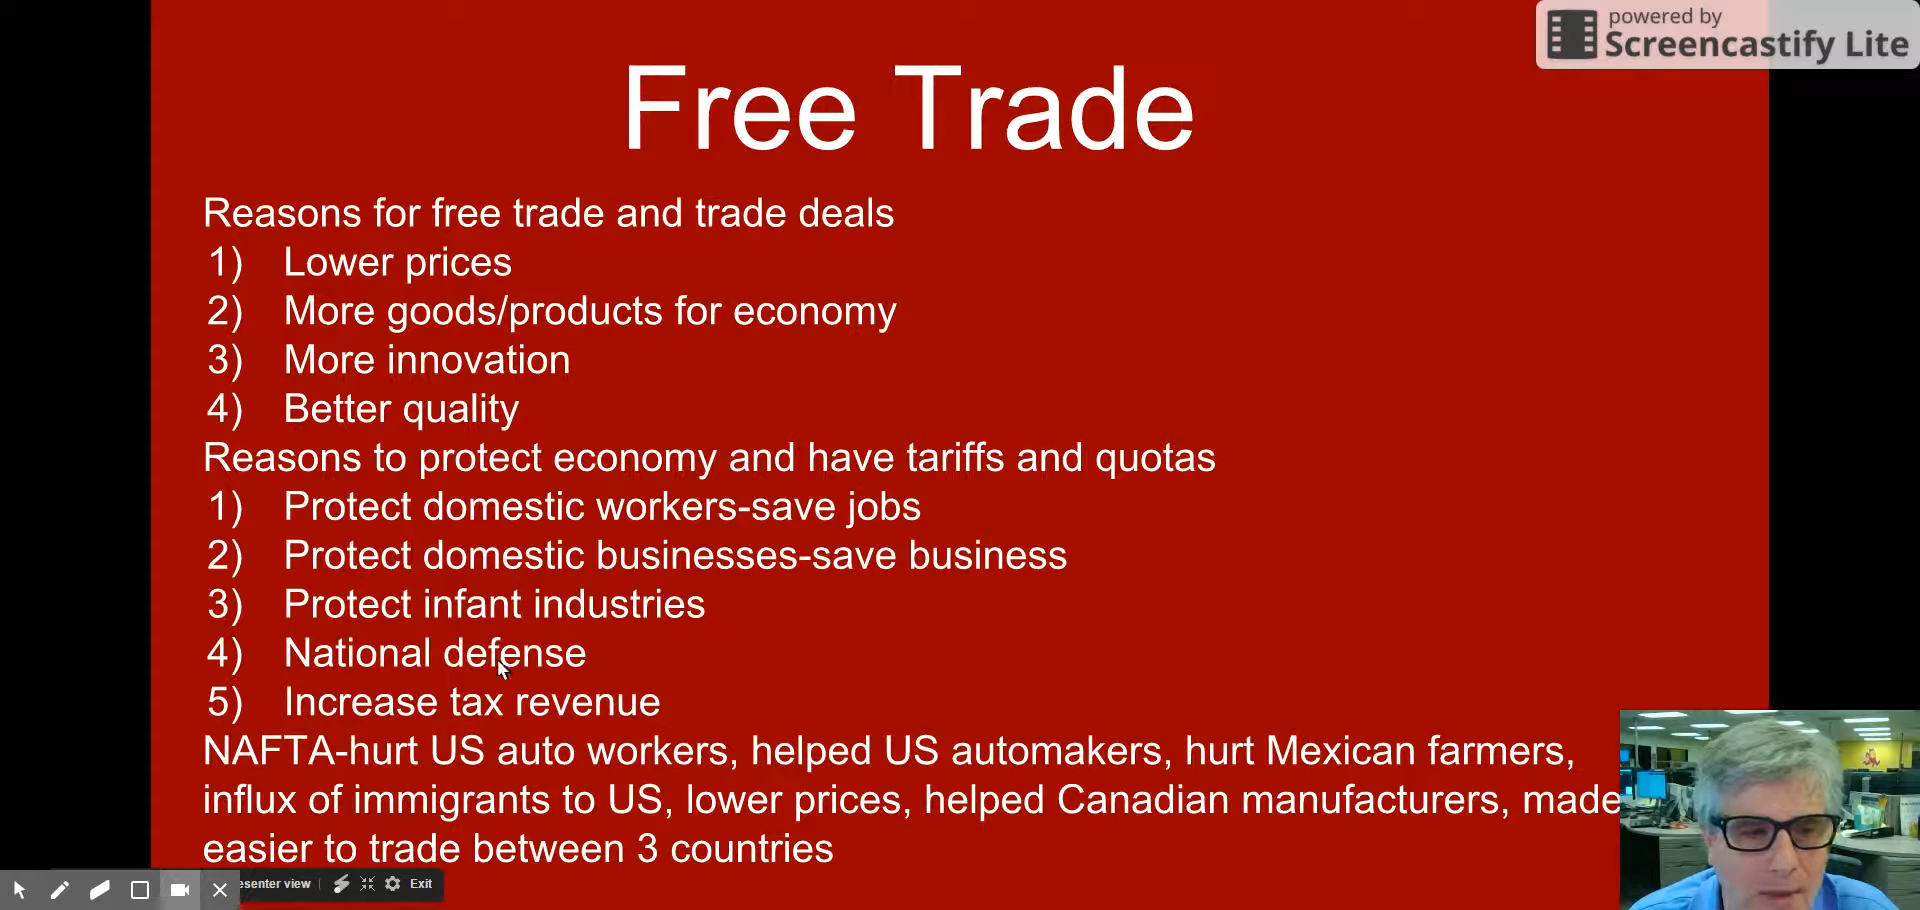 powered by
Screencastify Lite
Free Trade
Reasons for free trade and trade deals
1) Lower prices
2) More goods/products for economy
3) More innovation
4) Better quality
Reasons to protect economy and have tariffs and quotas
1) Protect domestic workers-save jobs
2) Protect domestic businesses-save business
3) Protect infant industries
4) National defense
5) Increase tax revenue
NAFTA-hurt US auto workers, helped US automakers, hurt Mexican farmers,
influx of immigrants to US, lower prices, helped Canadian manufacturers, made
easier to trade between 3 countries
esenter view Exit